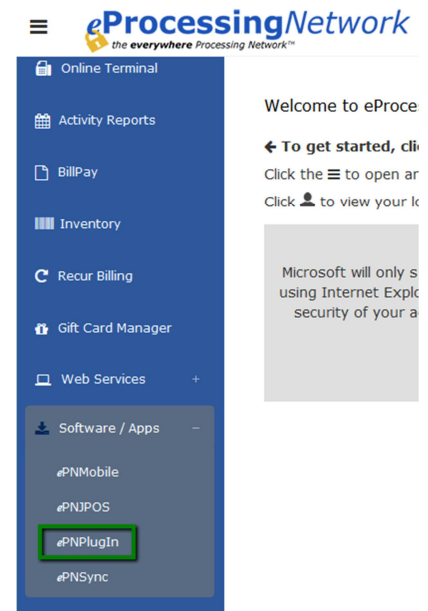 eProcessingNetwork
the everywhere Processing Network™
Online Terminal
Activity Reports
BillPay
Inventory
Recur Billing
Gift Card Manager
Web Services +
Software / Apps −
ePNMobile
ePNJPOS
ePNPlugIn
ePNSync
Welcome to eProce
To get started, cli
Click the ≡ to open a
Click to view your l
Microsoft will only s
using Internet Explo
security of your a